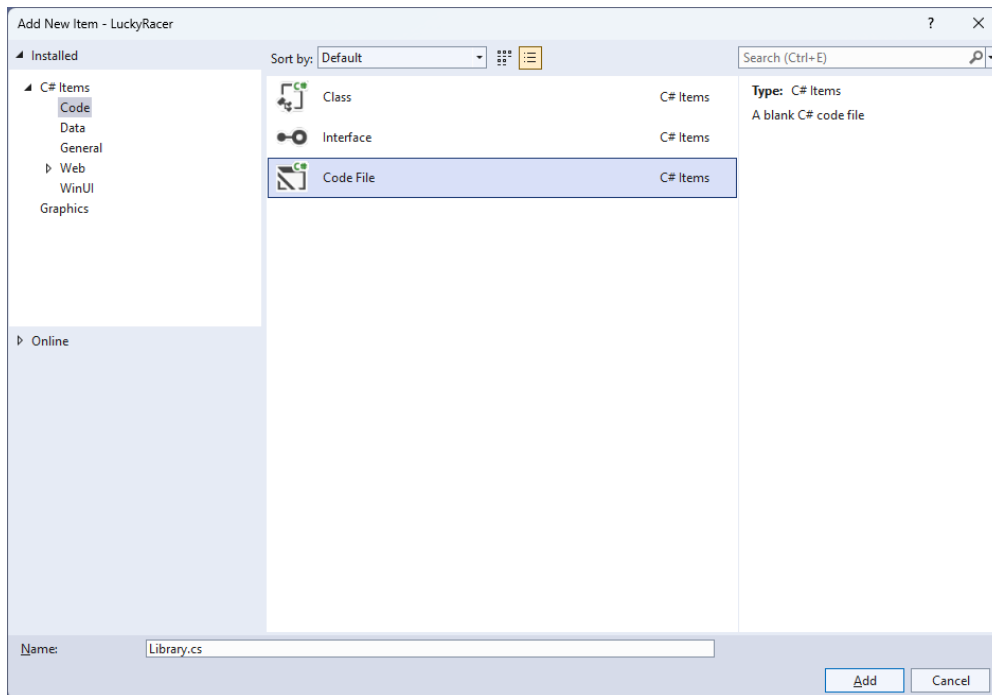 Add New Item - LuckyRacer
?
Installed
Sort by: Default
Search (Ctrl+E)
C# Items
Code
Data
General
Web
WinUI
Graphics
Online
Class C# Items
Interface C# Items
Code File C# Items
Type: C# Items
A blank C# code file
Name: Library.cs
Add Cancel